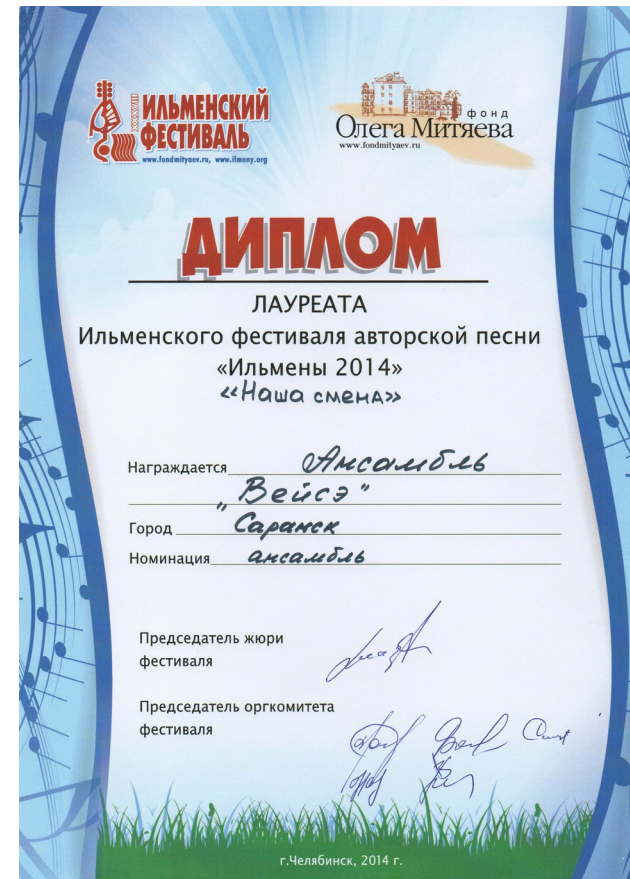 XXXVIII
ИЛЬМЕНСКИЙ
ФЕСТИВАЛЬ
www.fondmityaev.ru, www.ilmeny.org
фонд
Олега Митяева
www.fondmityaev.ru
ДИПЛОМ
ЛАУРЕАТА
Ильменского фестиваля авторской песни
«Ильмены 2014»
«Наша смена»
Награждается Ансамбль
"Вейсэ"
Город Саранск
Номинация ансамбль
Председатель жюри
фестиваля
Председатель оргкомитета
фестиваля
г.Челябинск, 2014 г.